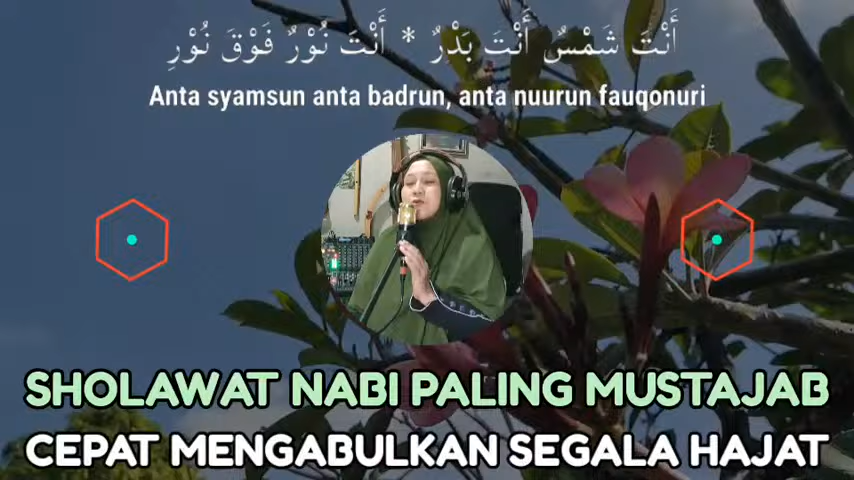 أَنْتَ شَمْسٌ أَنْتَ بَدْرٌ * أَنْتَ نُوْرٌ فَوْقَ نُوْرِ
Anta syamsun anta badrun, anta nuurun fauqonuri
SHOLAWAT NABI PALING MUSTAJAB
CEPAT MENGABULKAN SEGALA HAJAT